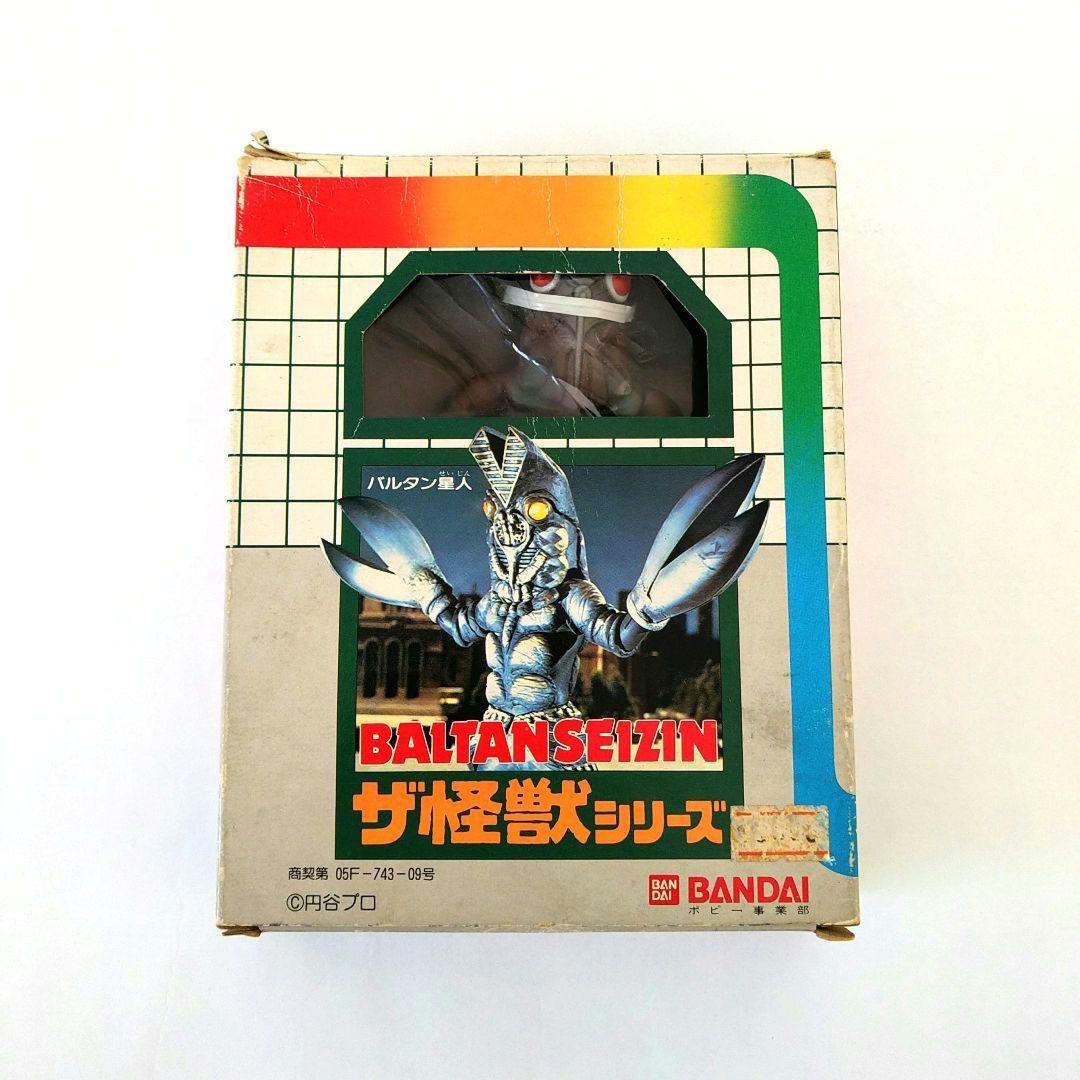 せいじん
バルタン星人
BALTAN SEIZIN
ザ怪獣シリーズ
商契第 05F-743-09号
©円谷プロ
BAN
DAI
BANDAI
ポピー事業部